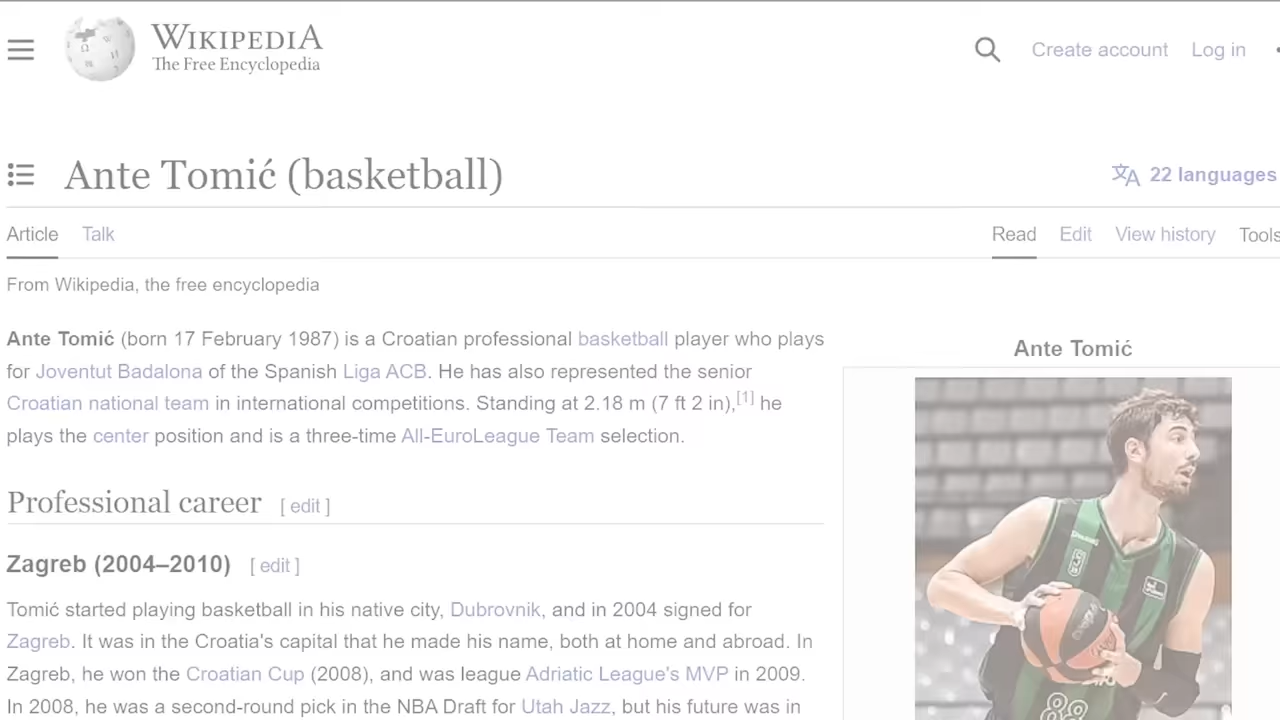 WIKIPEDIA
The Free Encyclopedia
Create account Log in
Ante Tomić (basketball)
22 languages
Article Talk
Read Edit View history Tools
From Wikipedia, the free encyclopedia
Ante Tomić (born 17 February 1987) is a Croatian professional basketball player who plays
for Joventut Badalona of the Spanish Liga ACB. He has also represented the senior
Croatian national team in international competitions. Standing at 2.18 m (7 ft 2 in),[1] he
plays the center position and is a three-time All-EuroLeague Team selection.
Ante Tomić
Professional career [ edit ]
Zagreb (2004–2010) [ edit ]
Tomić started playing basketball in his native city, Dubrovnik, and in 2004 signed for
Zagreb. It was in the Croatia's capital that he made his name, both at home and abroad. In
Zagreb, he won the Croatian Cup (2008), and was league Adriatic League's MVP in 2009.
In 2008, he was a second-round pick in the NBA Draft for Utah Jazz, but his future was in